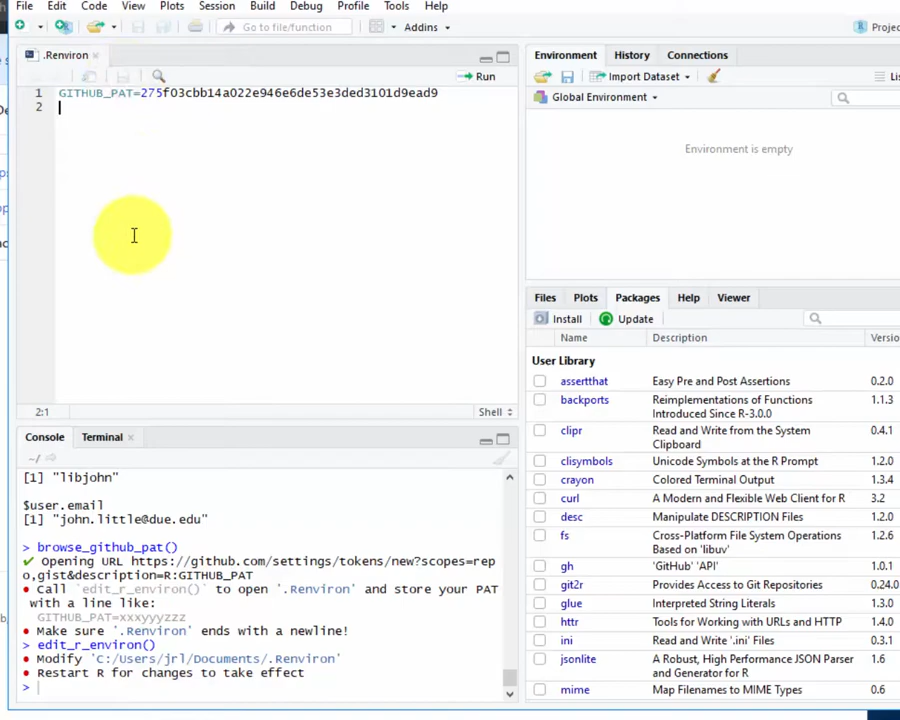 File Edit Code View Plots Session Build Debug Profile Tools Help
Go to file/function
Addins
Projec
.Renviron
Run
1 GITHUB_PAT=275f03cbb14a022e946e6de53e3ded3101d9ead9
2
2:1
Shell
Console Terminal
~/
[1] "libjohn"
$user.email
[1] "john.little@due.edu"
> browse_github_pat()
✔ Opening URL https://github.com/settings/tokens/new?scopes=rep
o,gist&description=R:GITHUB_PAT
● Call `edit_r_environ()` to open '.Renviron' and store your PAT
with a line like:
GITHUB_PAT=xxxyyyzzz
● Make sure '.Renviron' ends with a newline!
> edit_r_environ()
● Modify 'C:/Users/jrl/Documents/.Renviron'
● Restart R for changes to take effect
>
Environment History Connections
Import Dataset
Lis
Global Environment
Environment is empty
Files Plots Packages Help Viewer
Install Update
Name Description Versio
User Library
assertthat Easy Pre and Post Assertions 0.2.0
backports Reimplementations of Functions 1.1.3
Introduced Since R-3.0.0
clipr Read and Write from the System 0.4.1
Clipboard
clisymbols Unicode Symbols at the R Prompt 1.2.0
crayon Colored Terminal Output 1.3.4
curl A Modern and Flexible Web Client for R 3.2
desc Manipulate DESCRIPTION Files 1.2.0
fs Cross-Platform File System Operations 1.2.6
Based on 'libuv'
gh 'GitHub' 'API' 1.0.1
git2r Provides Access to Git Repositories 0.24.0
glue Interpreted String Literals 1.3.0
httr Tools for Working with URLs and HTTP 1.4.0
ini Read and Write '.ini' Files 0.3.1
jsonlite A Robust, High Performance JSON Parser 1.6
and Generator for R
mime Map Filenames to MIME Types 0.6